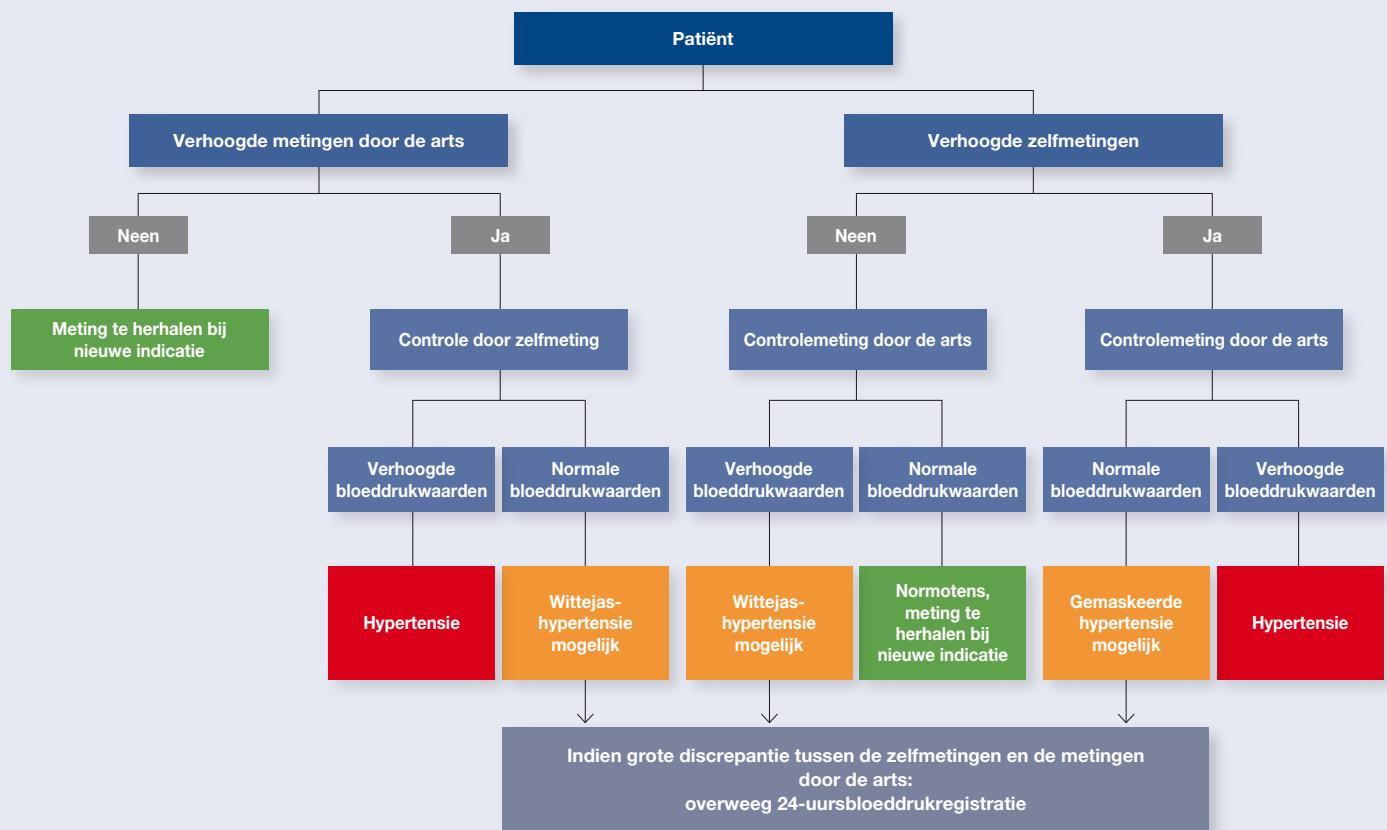 Patiënt
Verhoogde metingen door de arts
Verhoogde zelfmetingen
Neen
Ja
Neen
Ja
Meting te herhalen bij
nieuwe indicatie
Controle door zelfmeting
Controlemeting door de arts
Controlemeting door de arts
Verhoogde
bloeddrukwaarden
Normale
bloeddrukwaarden
Verhoogde
bloeddrukwaarden
Normale
bloeddrukwaarden
Normale
bloeddrukwaarden
Verhoogde
bloeddrukwaarden
Hypertensie
Wittejas-
hypertensie
mogelijk
Wittejas-
hypertensie
mogelijk
Normotens,
meting te
herhalen bij
nieuwe indicatie
Gemaskeerde
hypertensie
mogelijk
Hypertensie
Indien grote discrepantie tussen de zelfmetingen en de metingen
door de arts:
overweeg 24-uursbloeddrukregistratie